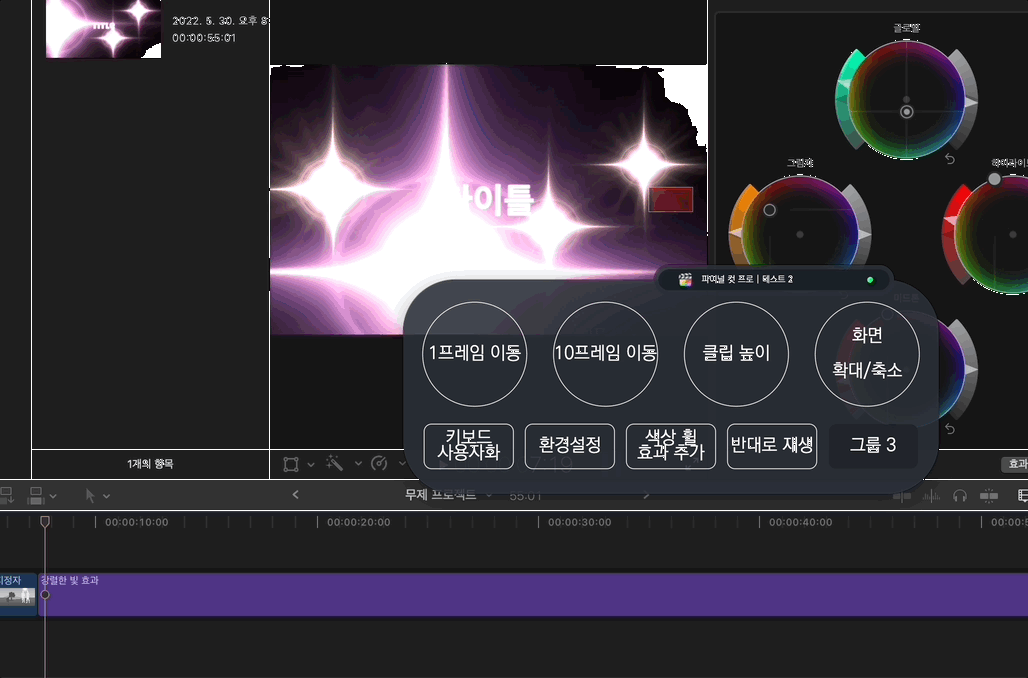 2022. 5. 30. 오후 8
00:00:55:01
글로벌
그림자
하이라이트
타이틀
파이널 컷 프로 | 테스트 2
1프레임 이동
10프레임 이동
클립 높이
화면
확대/축소
키보드
사용자화
환경설정
색상 휠
효과 추가
반대로 재생
그룹 3
1개의 항목
무제 프로젝트
55:01
효과
00:00:10:00
00:00:20:00
00:00:30:00
00:00:40:00
지정자
강렬한 빛 효과